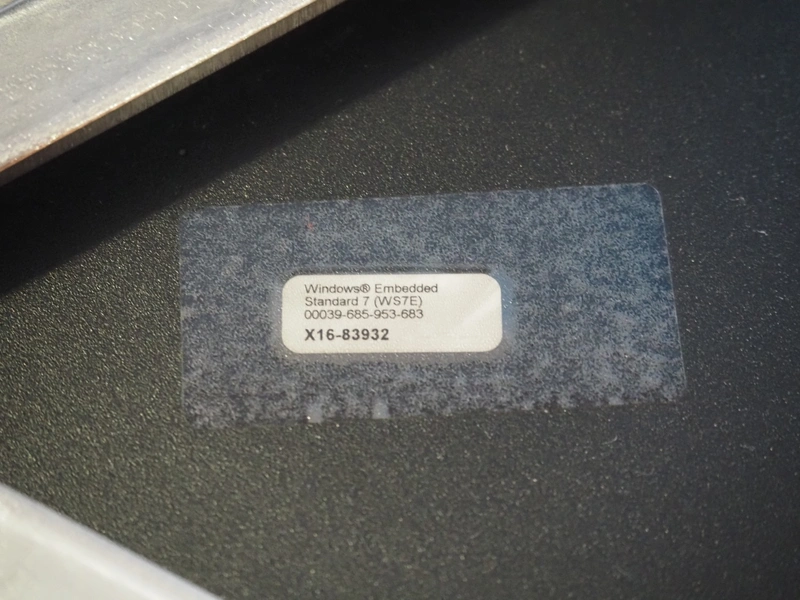 Windows® Embedded
Standard 7 (WS7E)
00039-685-953-683
X16-83932